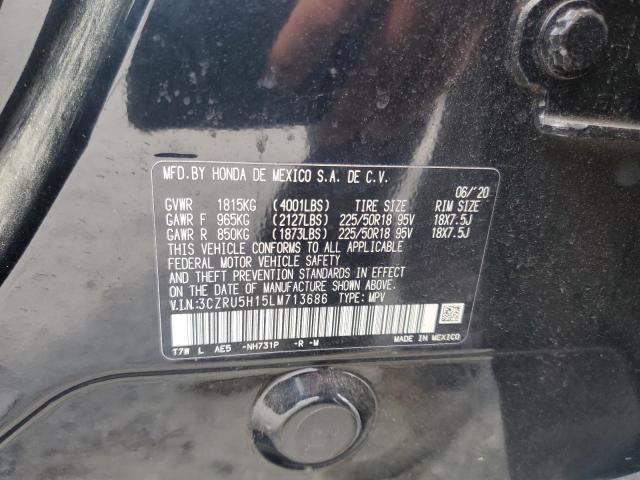 MFD.BY HONDA DE MEXICO S.A. DE C.V.
06/'20
GVWR 1815KG (4001LBS) TIRE SIZE RIM SIZE
GAWR F 965KG (2127LBS) 225/50R18 95V 18X7.5J
GAWR R 850KG (1873LBS) 225/50R18 95V 18X7.5J
THIS VEHICLE CONFORMS TO ALL APPLICABLE
FEDERAL MOTOR VEHICLE SAFETY
AND THEFT PREVENTION STANDARDS IN EFFECT
ON THE DATE OF MANUFACTURE SHOWN ABOVE.
V.I.N:3CZRU5H15LM713686 TYPE: MPV
T7W L AE5 -NH731P -R -M MADE IN MEXICO